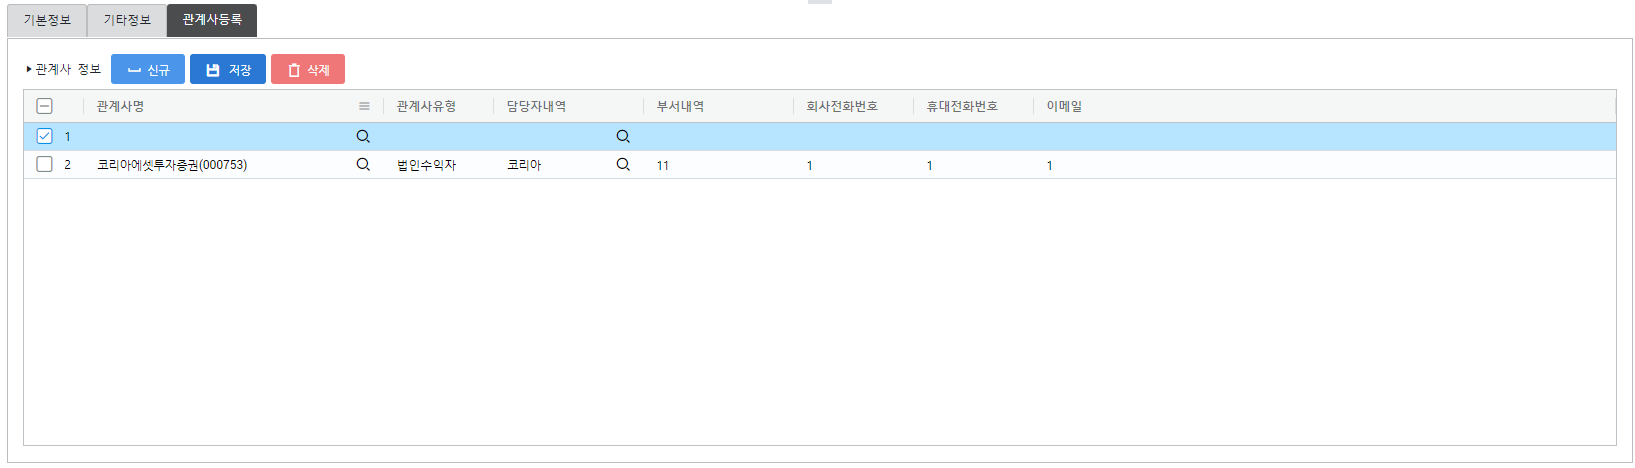 기본정보 기타정보 관계사등록
관계사 정보 신규 저장 삭제
관계사명 관계사유형 담당자내역 부서내역 회사전화번호 휴대전화번호 이메일
1
2 코리아에셋투자증권(000753) 법인수익자 코리아 11 1 1 1